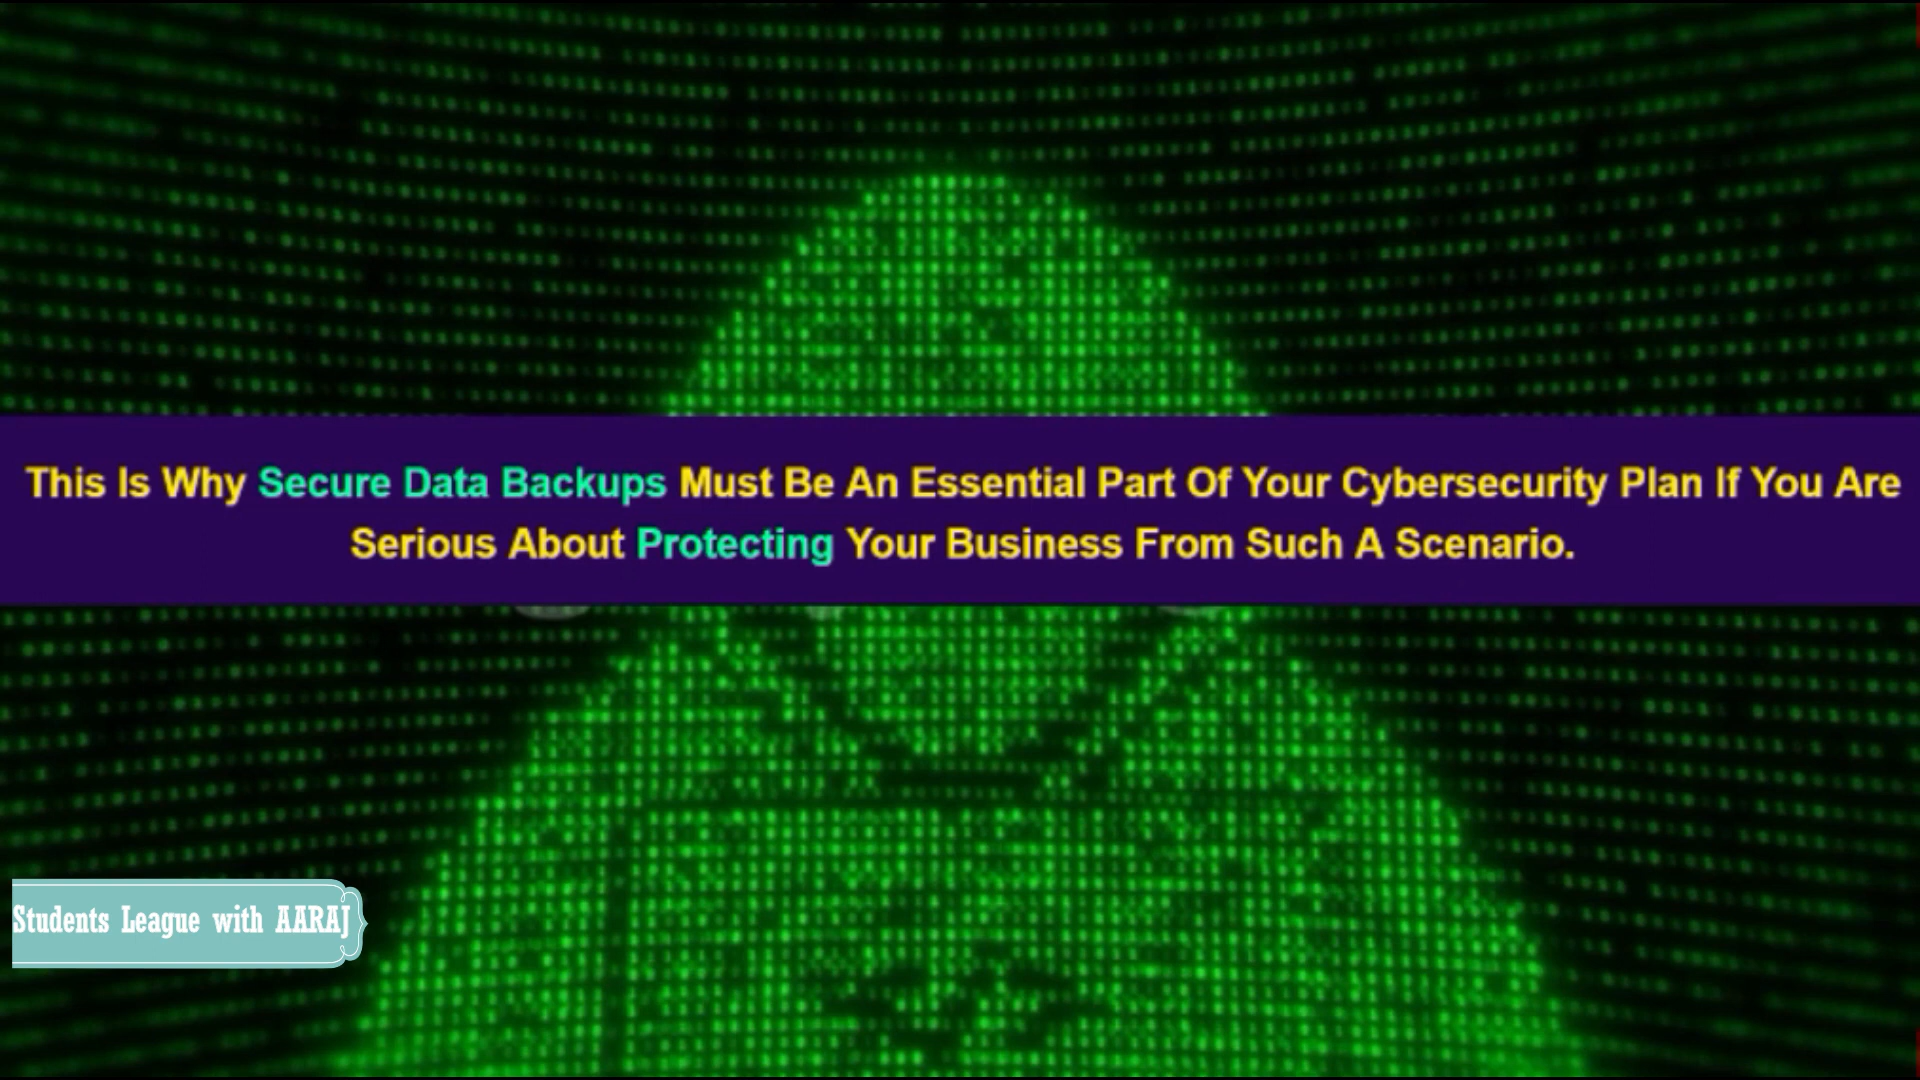 This Is Why Secure Data Backups Must Be An Essential Part Of Your Cybersecurity Plan If You Are
Serious About Protecting Your Business From Such A Scenario.
Students League with AARAJ